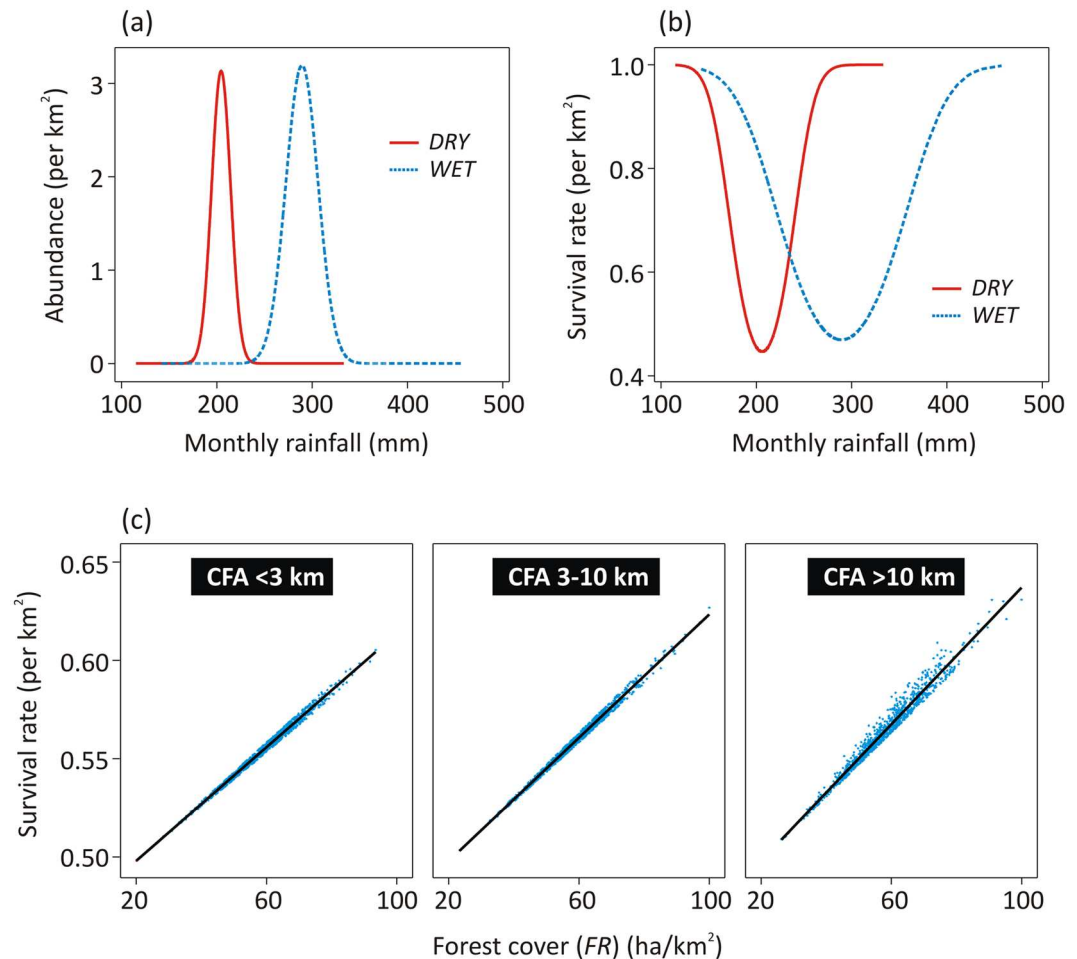 (a)
Abundance (per km²)
3
2
1
0
DRY
WET
100 200 300 400 500
Monthly rainfall (mm)
(b)
Survival rate (per km²)
1.0
0.8
0.6
0.4
DRY
WET
100 200 300 400 500
Monthly rainfall (mm)
(c)
Survival rate (per km²)
0.65
0.60
0.55
0.50
CFA <3 km
CFA 3-10 km
CFA >10 km
20 60 100
20 60 100
20 60 100
Forest cover (FR) (ha/km²)